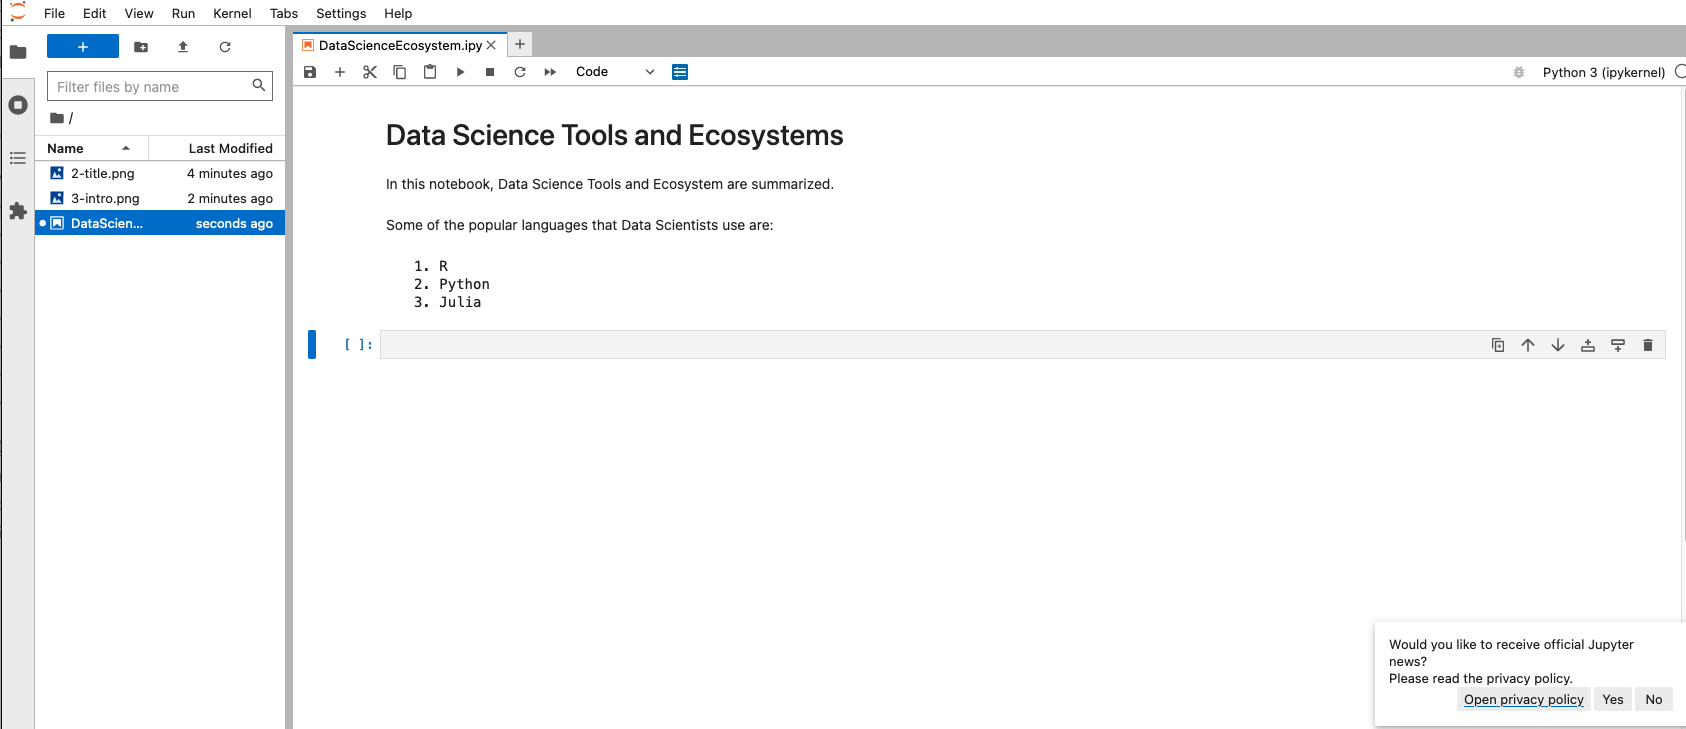 File Edit View Run Kernel Tabs Settings Help
+
Filter files by name
/
Name Last Modified
2-title.png 4 minutes ago
3-intro.png 2 minutes ago
DataScien... seconds ago
DataScienceEcosystem.ipy
Code
Python 3 (ipykernel)
Data Science Tools and Ecosystems
In this notebook, Data Science Tools and Ecosystem are summarized.
Some of the popular languages that Data Scientists use are:
1. R
2. Python
3. Julia
[ ]:
Would you like to receive official Jupyter
news?
Please read the privacy policy.
Open privacy policy Yes No